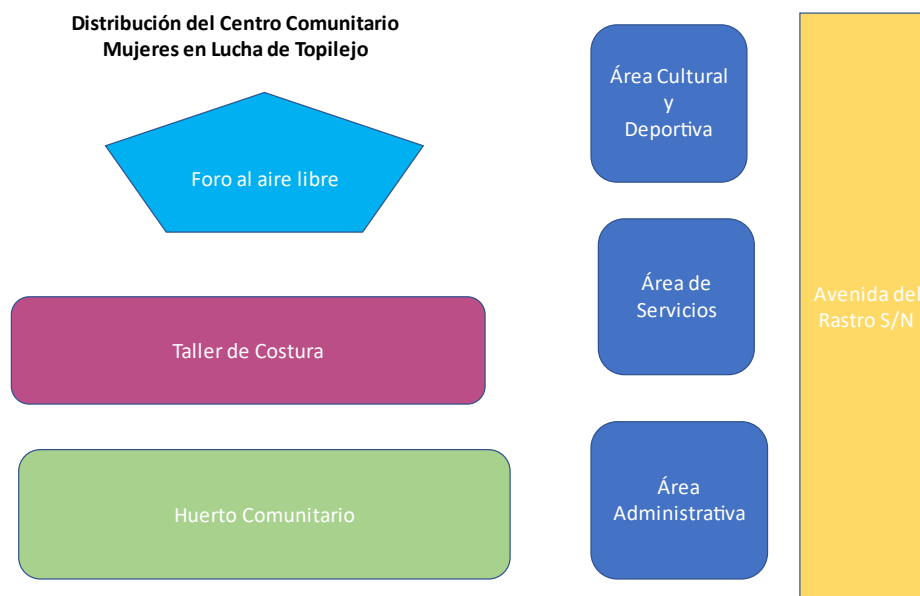 Distribución del Centro Comunitario
Mujeres en Lucha de Topilejo
Foro al aire libre
Taller de Costura
Huerto Comunitario
Área Cultural
y
Deportiva
Área de
Servicios
Área
Administrativa
Avenida del
Rastro S/N